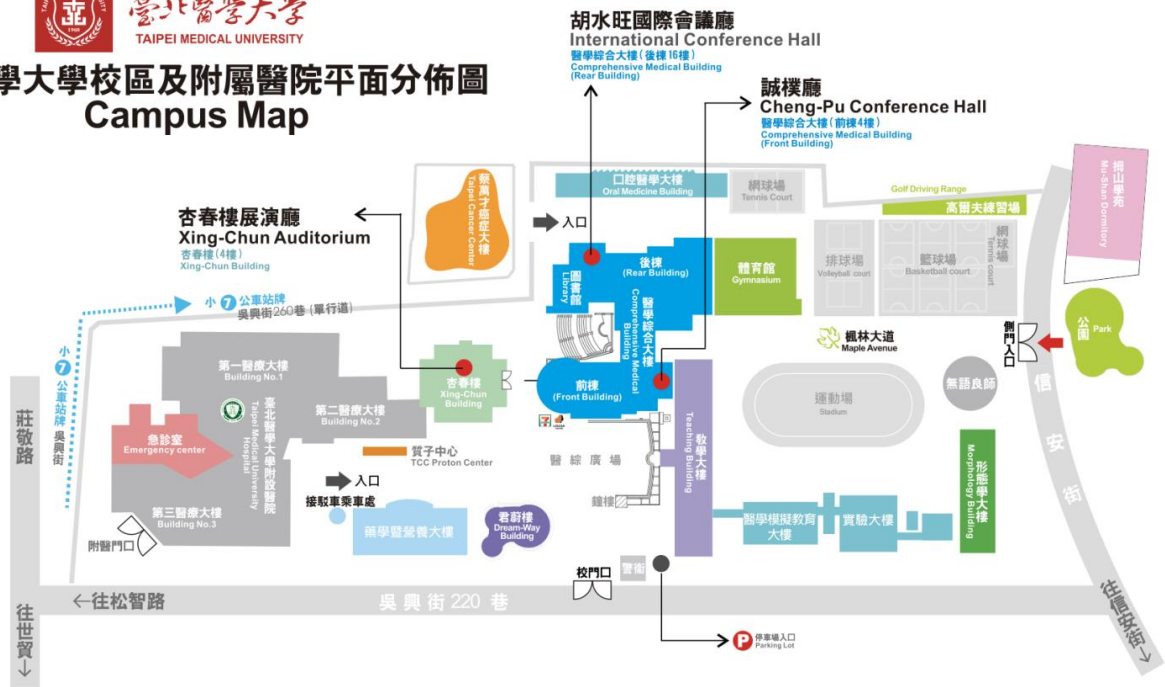 臺北醫學大學
TAIPEI MEDICAL UNIVERSITY
學大學校區及附屬醫院平面分佈圖
Campus Map
胡水旺國際會議廳
International Conference Hall
醫學綜合大樓(後棟16樓)
Comprehensive Medical Building
(Rear Building)
誠樸廳
Cheng-Pu Conference Hall
醫學綜合大樓(前棟4樓)
Comprehensive Medical Building
(Front Building)
杏春樓展演廳
Xing-Chun Auditorium
杏春樓(4樓)
Xing-Chun Building
蔡萬才癌症大樓
Taipei Cancer Center
入口
口腔醫學大樓
Oral Medicine Building
網球場
Tennis Court
Golf Driving Range
高爾夫練習場
拇山學苑
Mu-Shan Dormitory
後棟
(Rear Building)
圖書館
Library
醫學綜合大樓
Comprehensive Medical
Building
體育館
Gymnasium
排球場
Volleyball court
籃球場
Basketball court
網球場
Tennis court
小 7 公車站牌
吳興街260巷 (單行道)
小 7 公車站牌 吳興街
莊敬路
第一醫療大樓
Building No.1
第二醫療大樓
Building No.2
臺北醫學大學附設醫院
Taipei Medical University
Hospital
急診室
Emergency center
第三醫療大樓
Building No.3
附醫門口
杏春樓
Xing-Chun
Building
前棟
(Front Building)
7
ELEVEN
楓林大道
Maple Avenue
側門入口
公園
Park
無語良師
運動場
Stadium
質子中心
TCC Proton Center
入口
接駁車乘車處
藥學暨營養大樓
君蔚樓
Dream-Way
Building
醫綜廣場
鐘樓
教學大樓
Teaching Building
醫學模擬教育
大樓
實驗大樓
形態學大樓
Morphology Building
信安街
校門口
警衛
←往松智路
吳興街220巷
往世貿↓
往信安街↓
P
停車場入口
Parking Lot